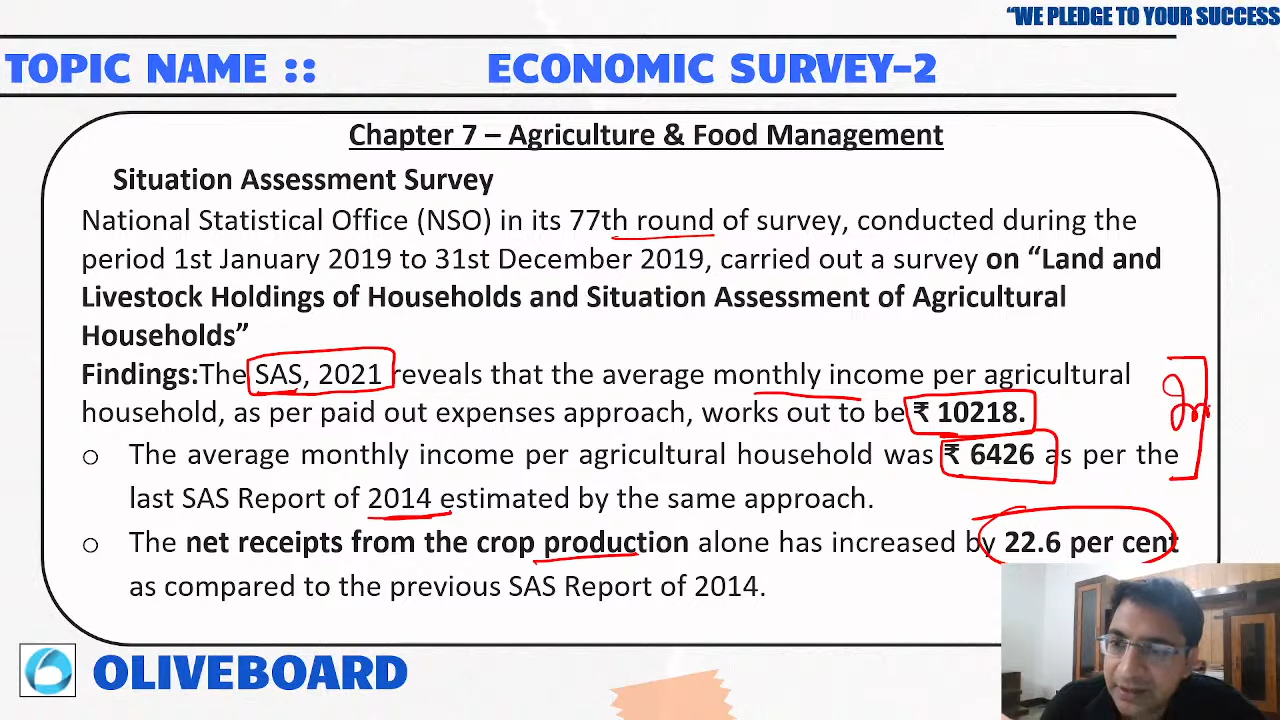 “WE PLEDGE TO YOUR SUCCESS
TOPIC NAME :: ECONOMIC SURVEY-2
Chapter 7 – Agriculture & Food Management
Situation Assessment Survey
National Statistical Office (NSO) in its 77th round of survey, conducted during the
period 1st January 2019 to 31st December 2019, carried out a survey on “Land and
Livestock Holdings of Households and Situation Assessment of Agricultural
Households”
Findings:The SAS, 2021 reveals that the average monthly income per agricultural
household, as per paid out expenses approach, works out to be ₹ 10218.
o The average monthly income per agricultural household was ₹ 6426 as per the
last SAS Report of 2014 estimated by the same approach.
o The net receipts from the crop production alone has increased by 22.6 per cent
as compared to the previous SAS Report of 2014.
OLIVEBOARD